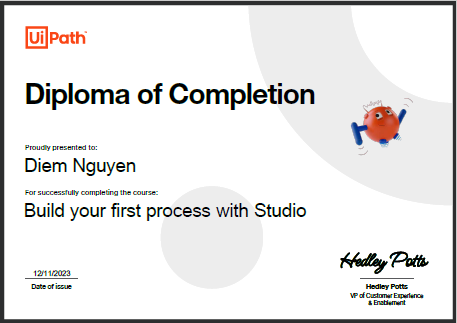 UiPath
Diploma of Completion
Proudly presented to:
Diem Nguyen
For successfully completing the course:
Build your first process with Studio
12/11/2023
Date of issue
Hedley Potts
Hedley Potts
VP of Customer Experience
& Enablement